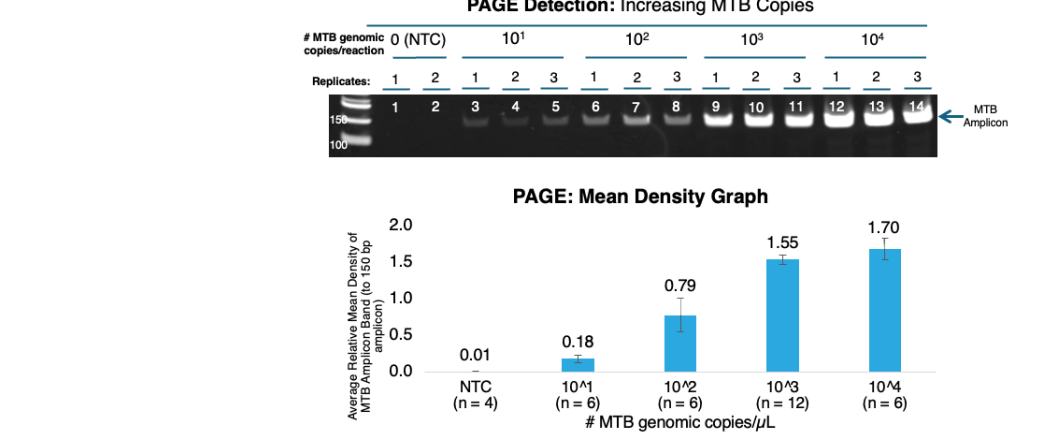 PAGE Detection: Increasing MTB Copies
# MTB genomic copies/reaction
0 (NTC) 10¹ 10² 10³ 10⁴
Replicates: 1 2 1 2 3 1 2 3 1 2 3 1 2 3
1 2 3 4 5 6 7 8 9 10 11 12 13 14
150
100
MTB
Amplicon
PAGE: Mean Density Graph
Average Relative Mean Density of
MTB Amplicon Band (to 150 bp
amplicon)
2.0
1.5
1.0
0.5
0.0
0.01 0.18 0.79 1.55 1.70
NTC 10^1 10^2 10^3 10^4
(n = 4) (n = 6) (n = 6) (n = 12) (n = 6)
# MTB genomic copies/µL